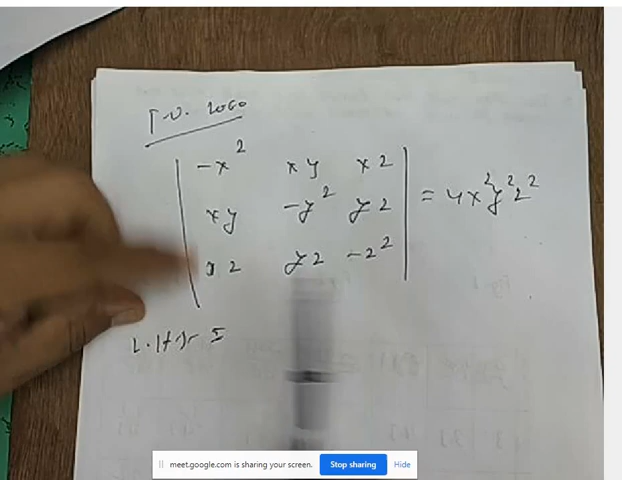 -x² xy xz
xy -y² yz = 4x²y²z²
xz yz -z²
meet.google.com is sharing your screen. Stop sharing Hide